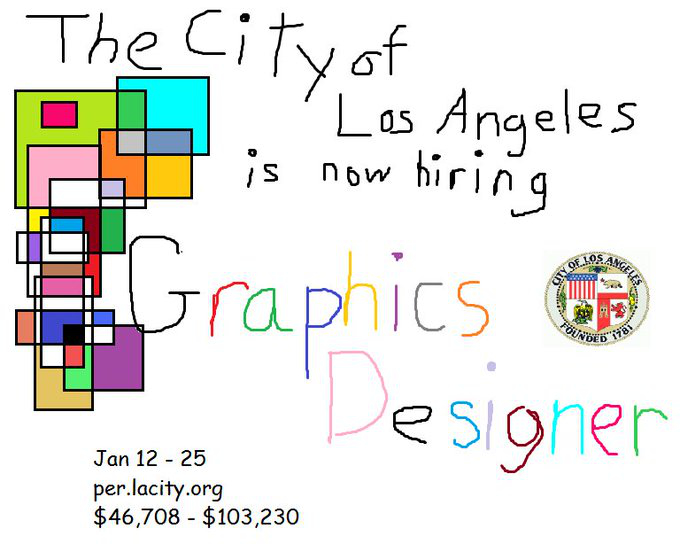 The City of
Los Angeles
is now hiring
Graphics
CITY OF LOS ANGELES
FOUNDED 1781
Designer
Jan 12 - 25
per.lacity.org
$46,708 - $103,230